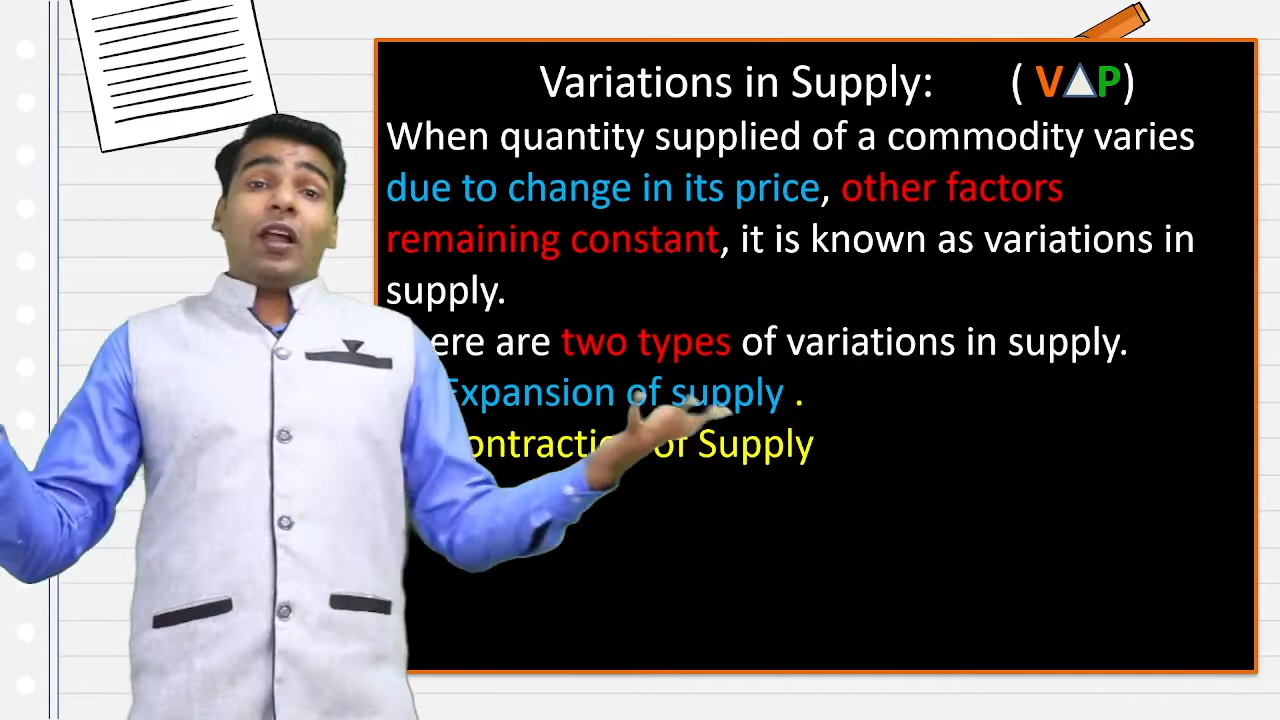 Variations in Supply: ( V△P)
When quantity supplied of a commodity varies
due to change in its price, other factors
remaining constant, it is known as variations in
supply.
ere are two types of variations in supply.
Expansion of supply .
ontraction of Supply